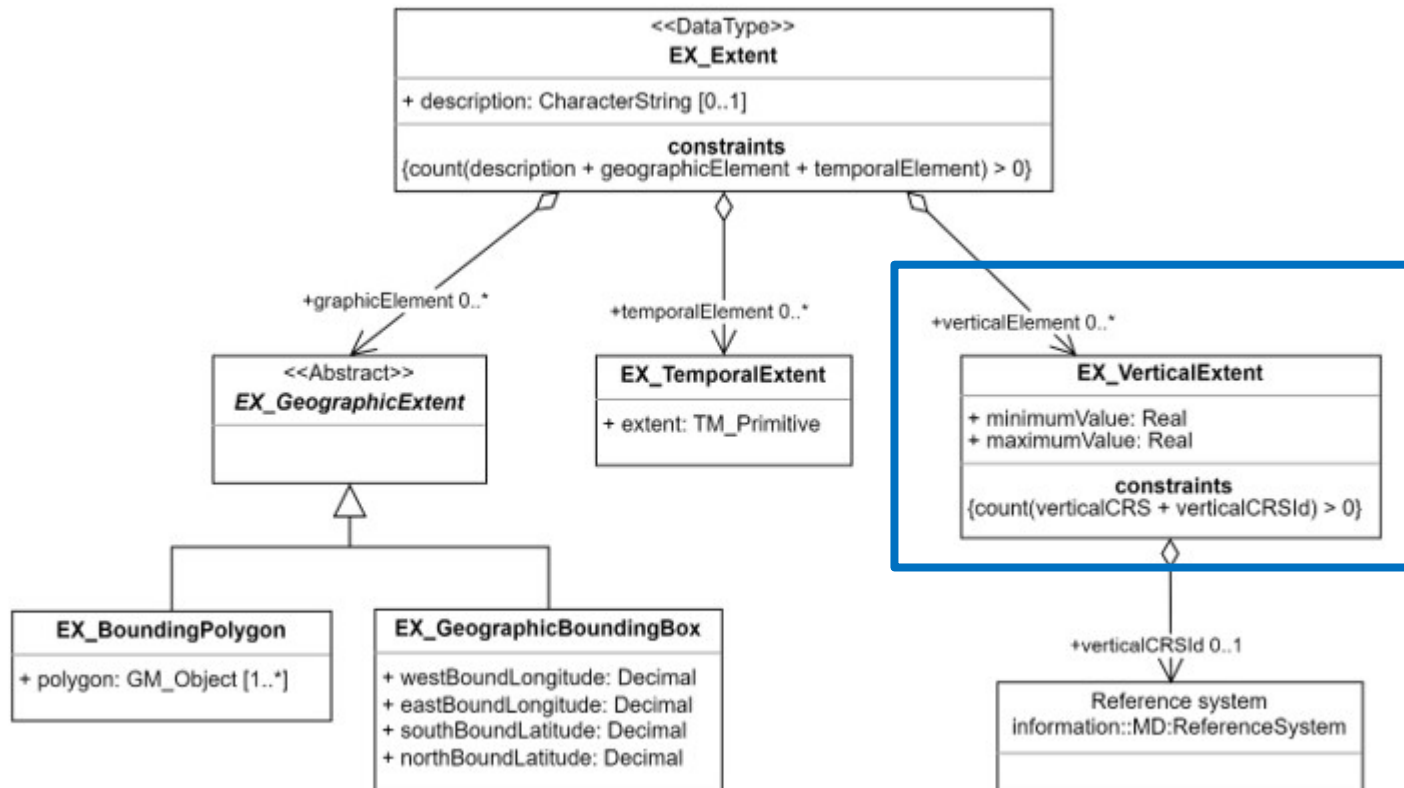 <<DataType>>
EX_Extent
+ description: CharacterString [0..1]
constraints
{count(description + geographicElement + temporalElement) > 0}
+graphicElement 0..*
+temporalElement 0..*
+verticalElement 0..*
<<Abstract>>
EX_GeographicExtent
EX_TemporalExtent
+ extent: TM_Primitive
EX_VerticalExtent
+ minimumValue: Real
+ maximumValue: Real
constraints
{count(verticalCRS + verticalCRSId) > 0}
EX_BoundingPolygon
+ polygon: GM_Object [1..*]
EX_GeographicBoundingBox
+ westBoundLongitude: Decimal
+ eastBoundLongitude: Decimal
+ southBoundLatitude: Decimal
+ northBoundLatitude: Decimal
+verticalCRSId 0..1
Reference system
information::MD:ReferenceSystem